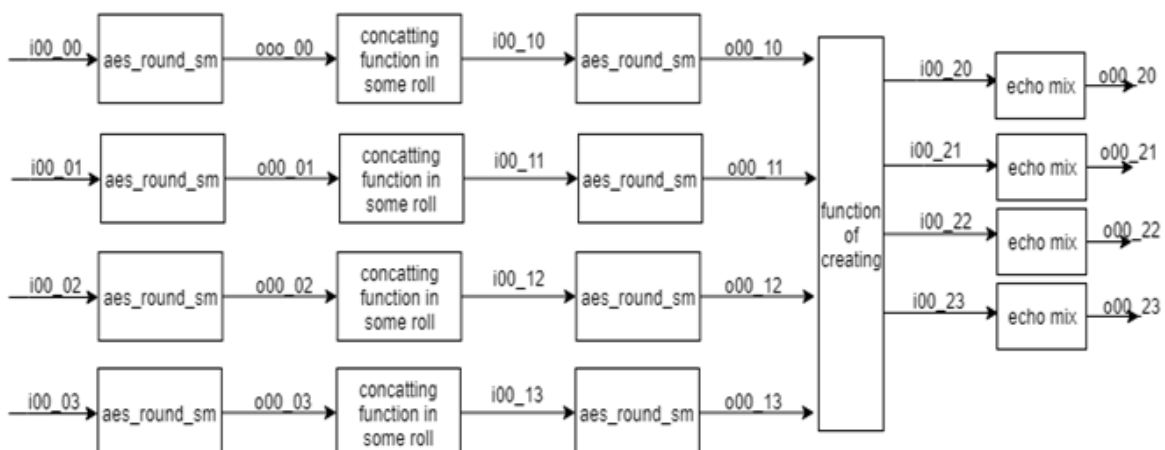 i00_00 aes_round_sm ooo_00 concatting function in some roll i00_10 aes_round_sm o00_10
i00_01 aes_round_sm o00_01 concatting function in some roll i00_11 aes_round_sm o00_11
i00_02 aes_round_sm o00_02 concatting function in some roll i00_12 aes_round_sm o00_12
i00_03 aes_round_sm o00_03 concatting function in some roll i00_13 aes_round_sm o00_13
function
of
creating
i00_20 echo mix o00_20
i00_21 echo mix o00_21
i00_22 echo mix o00_22
i00_23 echo mix o00_23